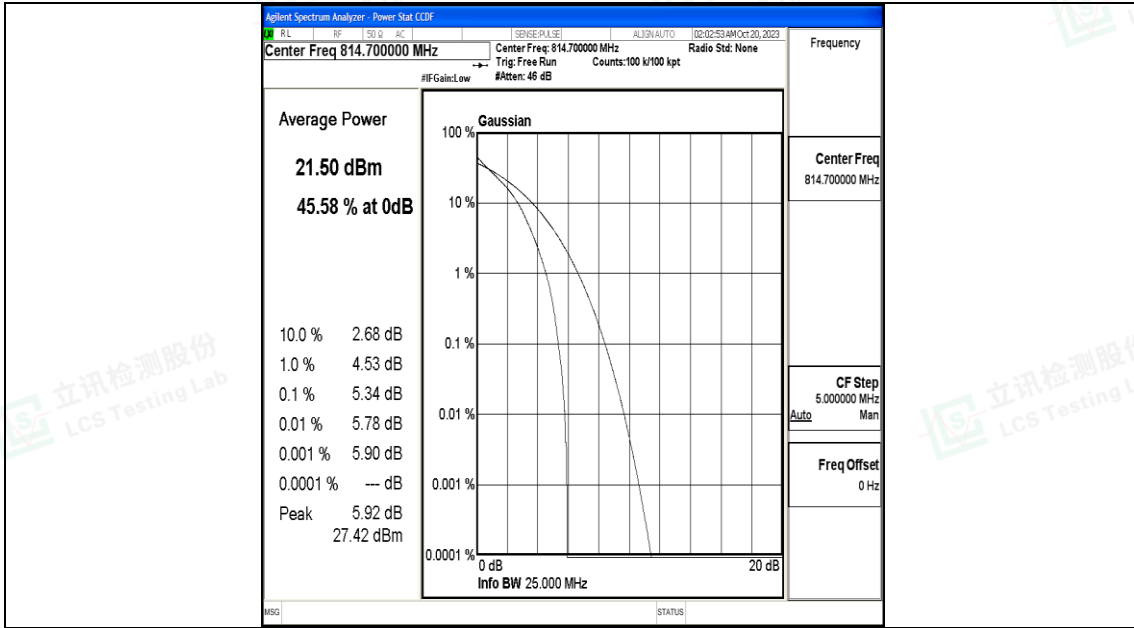 Agilent Spectrum Analyzer - Power Stat CCDF
RL RF 50 Ω AC SENSE:PULSE ALIGN AUTO 02:02:53 AM Oct 20, 2023
Center Freq 814.700000 MHz
Center Freq: 814.700000 MHz
Radio Std: None
Trig: Free Run Counts:100 k/100 kpt
#IFGain:Low
#Atten: 46 dB
Frequency
Average Power
21.50 dBm
45.58 % at 0dB
10.0 % 2.68 dB
1.0 % 4.53 dB
0.1 % 5.34 dB
0.01 % 5.78 dB
0.001 % 5.90 dB
0.0001 % --- dB
Peak 5.92 dB
27.42 dBm
Gaussian
100 %
10 %
1 %
0.1 %
0.01 %
0.001 %
0.0001 %
0 dB 20 dB
Info BW 25.000 MHz
Center Freq
814.700000 MHz
CF Step
5.000000 MHz
Auto Man
Freq Offset
0 Hz
MSG STATUS
立讯检测股份
LCS Testing Lab
立讯检测股份
LCS Testing L